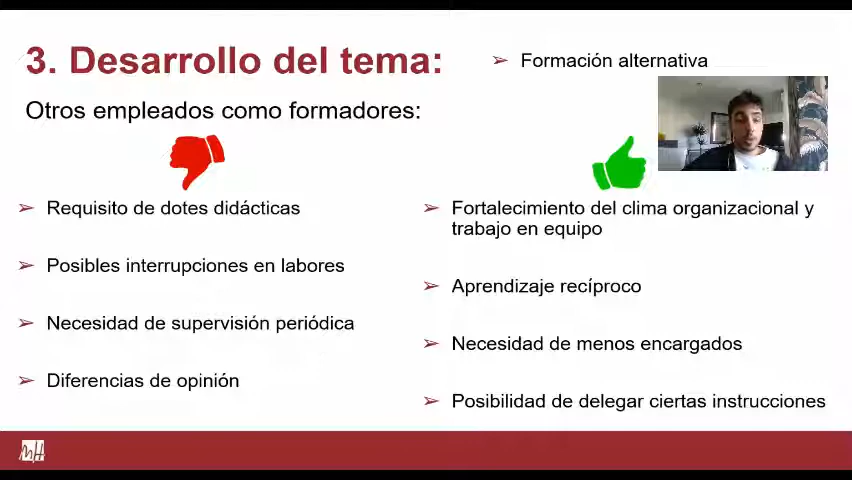 3. Desarrollo del tema:
➢ Formación alternativa
Otros empleados como formadores:
➢ Requisito de dotes didácticas
➢ Posibles interrupciones en labores
➢ Necesidad de supervisión periódica
➢ Diferencias de opinión
➢ Fortalecimiento del clima organizacional y
trabajo en equipo
➢ Aprendizaje recíproco
➢ Necesidad de menos encargados
➢ Posibilidad de delegar ciertas instrucciones
MH